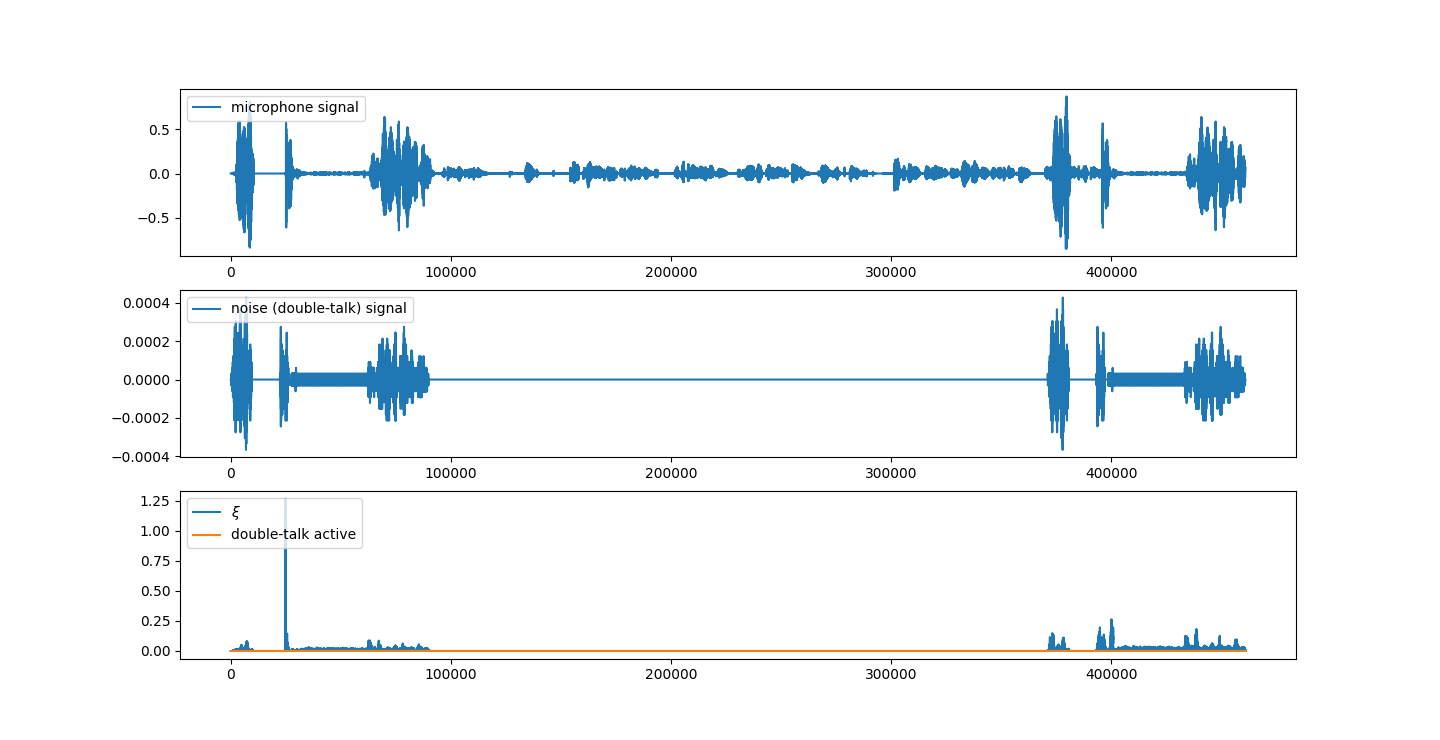 microphone signal
0.5
0.0
−0.5
0 100000 200000 300000 400000
noise (double-talk) signal
0.0004
0.0002
0.0000
−0.0002
−0.0004
0 100000 200000 300000 400000
ξ
double-talk active
1.25
1.00
0.75
0.50
0.25
0.00
0 100000 200000 300000 400000